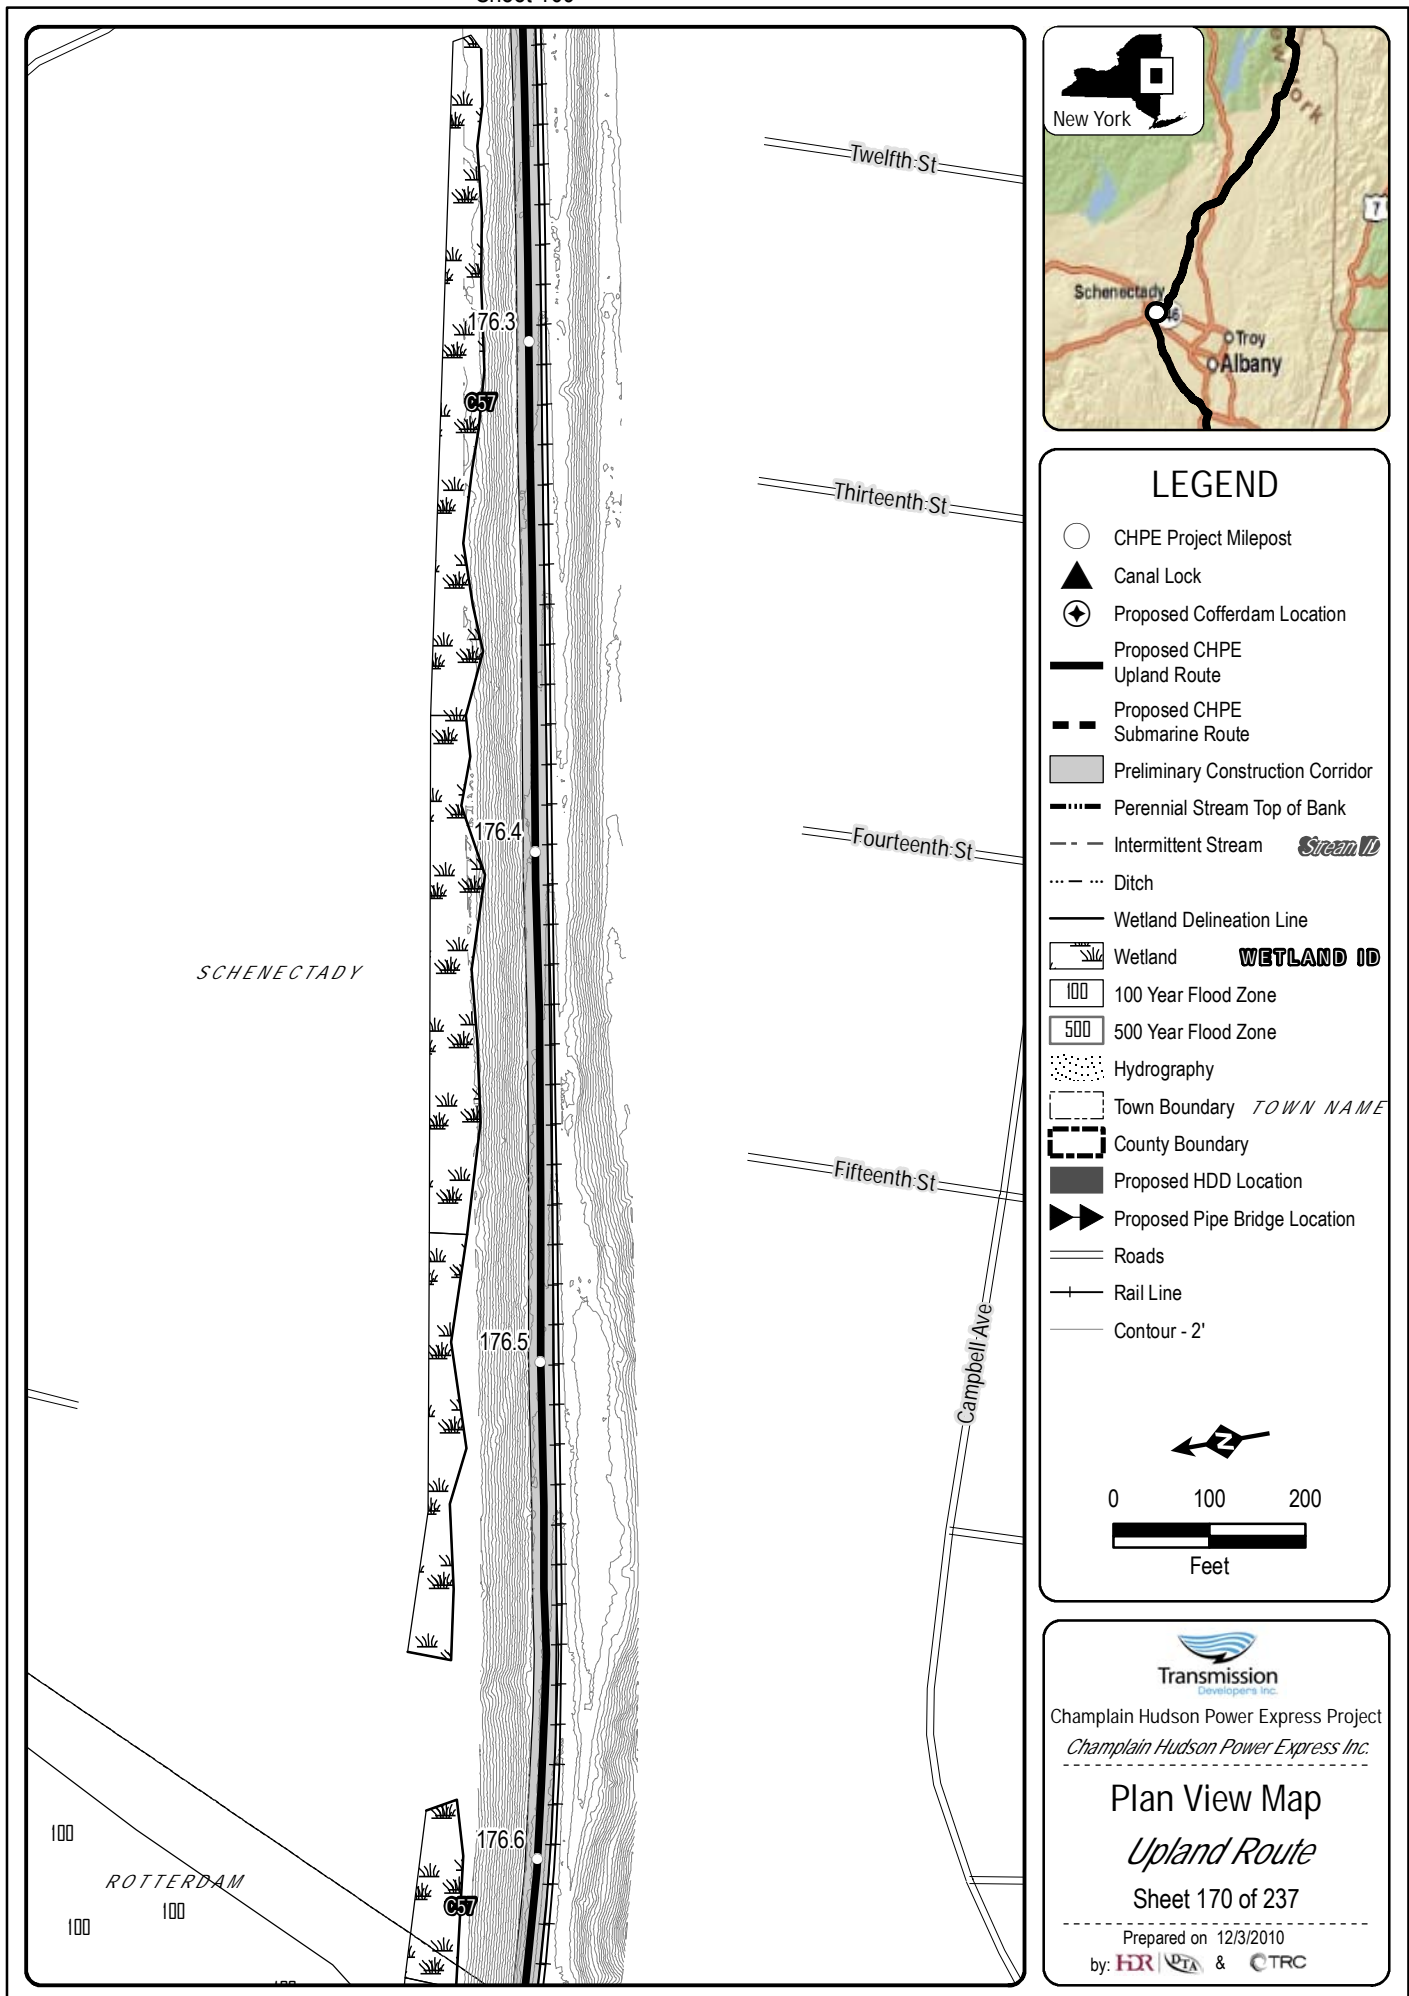 Twelfth St
176.3
C57
Thirteenth St
176.4
Fourteenth St
SCHENECTADY
Fifteenth St
176.5
Campbell Ave
176.6
100
ROTTERDAM
100
100
C57
New York
York
7
Schenectady
46
Troy
Albany
LEGEND
CHPE Project Milepost
Canal Lock
Proposed Cofferdam Location
Proposed CHPE
Upland Route
Proposed CHPE
Submarine Route
Preliminary Construction Corridor
Perennial Stream Top of Bank
Intermittent Stream Stream ID
Ditch
Wetland Delineation Line
Wetland WETLAND ID
100 100 Year Flood Zone
500 500 Year Flood Zone
Hydrography
Town Boundary TOWN NAME
County Boundary
Proposed HDD Location
Proposed Pipe Bridge Location
Roads
Rail Line
Contour - 2'
N
0 100 200
Feet
Transmission
Developers Inc.
Champlain Hudson Power Express Project
Champlain Hudson Power Express Inc.
Plan View Map
Upland Route
Sheet 170 of 237
Prepared on 12/3/2010
by: HDR DTA & TRC